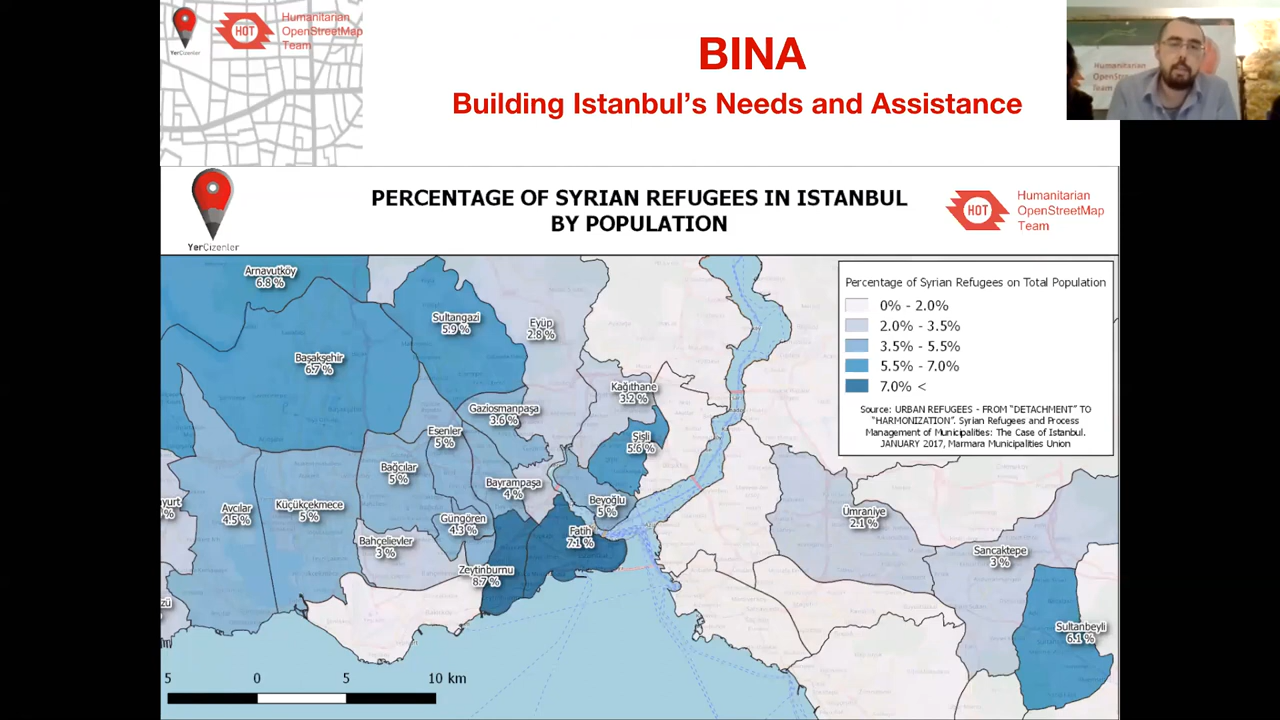 YerCizenler
HOT
Humanitarian
OpenStreetMap
Team
BINA
Building Istanbul's Needs and Assistance
Humanitarian
Team
YerCizenler
PERCENTAGE OF SYRIAN REFUGEES IN ISTANBUL
BY POPULATION
HOT
Humanitarian
OpenStreetMap
Team
Percentage of Syrian Refugees on Total Population
0% - 2.0%
2.0% - 3.5%
3.5% - 5.5%
5.5% - 7.0%
7.0% <
Source: URBAN REFUGEES - FROM "DETACHMENT" TO
"HARMONIZATION". Syrian Refugees and Process
Management of Municipalities: The Case of Istanbul.
JANUARY 2017, Marmara Municipalities Union
Arnavutköy
6.8 %
Sultangazi
5.9 %
Eyüp
2.8 %
Başakşehir
6.7 %
Kağıthane
3.2 %
Gaziosmanpaşa
3.6 %
Esenler
5 %
Şişli
5.6 %
Bağcılar
5 %
Bayrampaşa
4 %
Beyoğlu
5 %
Avcılar
4.5 %
Küçükçekmece
5 %
Güngören
4.3 %
Ümraniye
2.1 %
Fatih
7.1 %
Bahçelievler
3 %
Sancaktepe
3 %
Zeytinburnu
8.7 %
Sultanbeyli
6.1 %
5 0 5 10 km